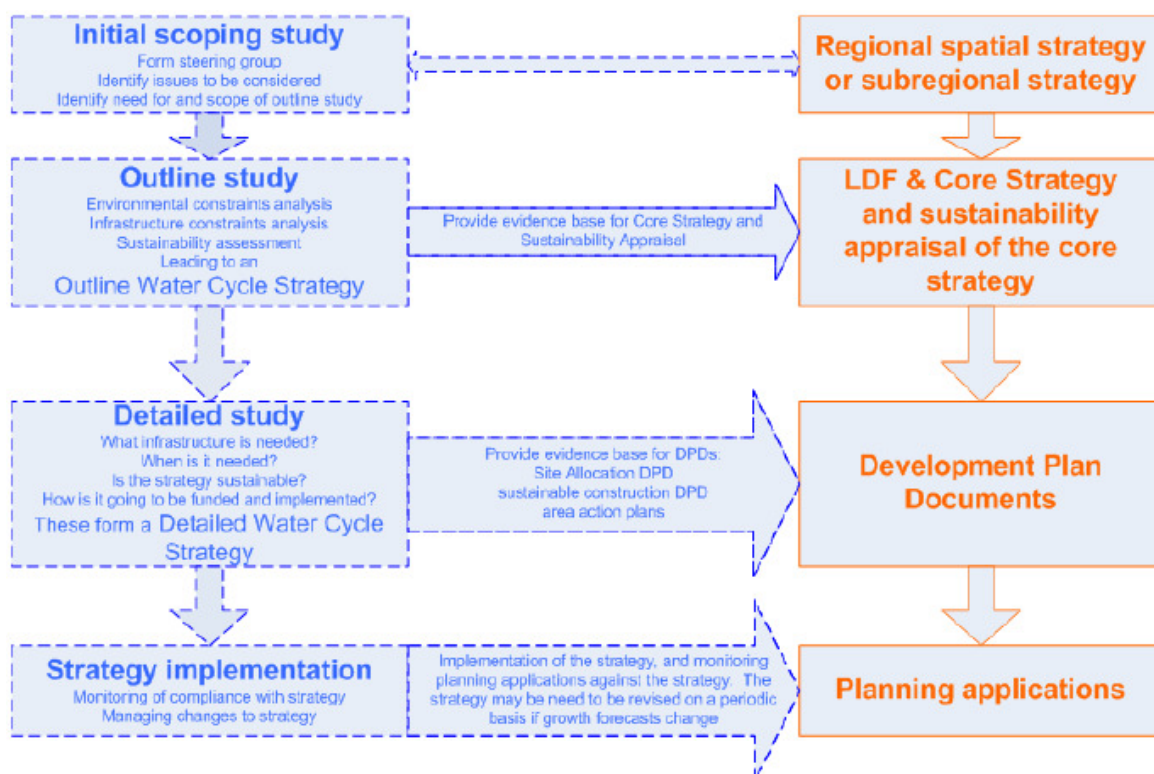 Initial scoping study
Form steering group
Identify issues to be considered
Identify need for and scope of outline study
Regional spatial strategy
or subregional strategy
Outline study
Environmental constraints analysis
Infrastructure constraints analysis
Sustainability assessment
Leading to an
Outline Water Cycle Strategy
Provide evidence base for Core Strategy and
Sustainability Appraisal
LDF & Core Strategy
and sustainability
appraisal of the core
strategy
Detailed study
What infrastructure is needed?
When is it needed?
Is the strategy sustainable?
How is it going to be funded and implemented?
These form a Detailed Water Cycle
Strategy
Provide evidence base for DPDs:
Site Allocation DPD
sustainable construction DPD
area action plans
Development Plan
Documents
Strategy implementation
Monitoring of compliance with strategy
Managing changes to strategy
Implementation of the strategy, and monitoring
planning applications against the strategy. The
strategy may be need to be revised on a periodic
basis if growth forecasts change
Planning applications